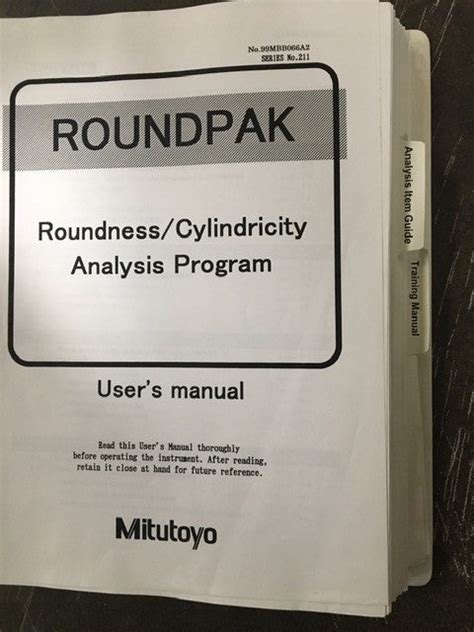 No.99MBB066A2
SERIES No.211
ROUNDPAK
Roundness/Cylindricity
Analysis Program
User's manual
Read this User's Manual thoroughly
before operating the instrument. After reading,
retain it close at hand for future reference.
Mitutoyo
Analysis Item Guide
Training Manual